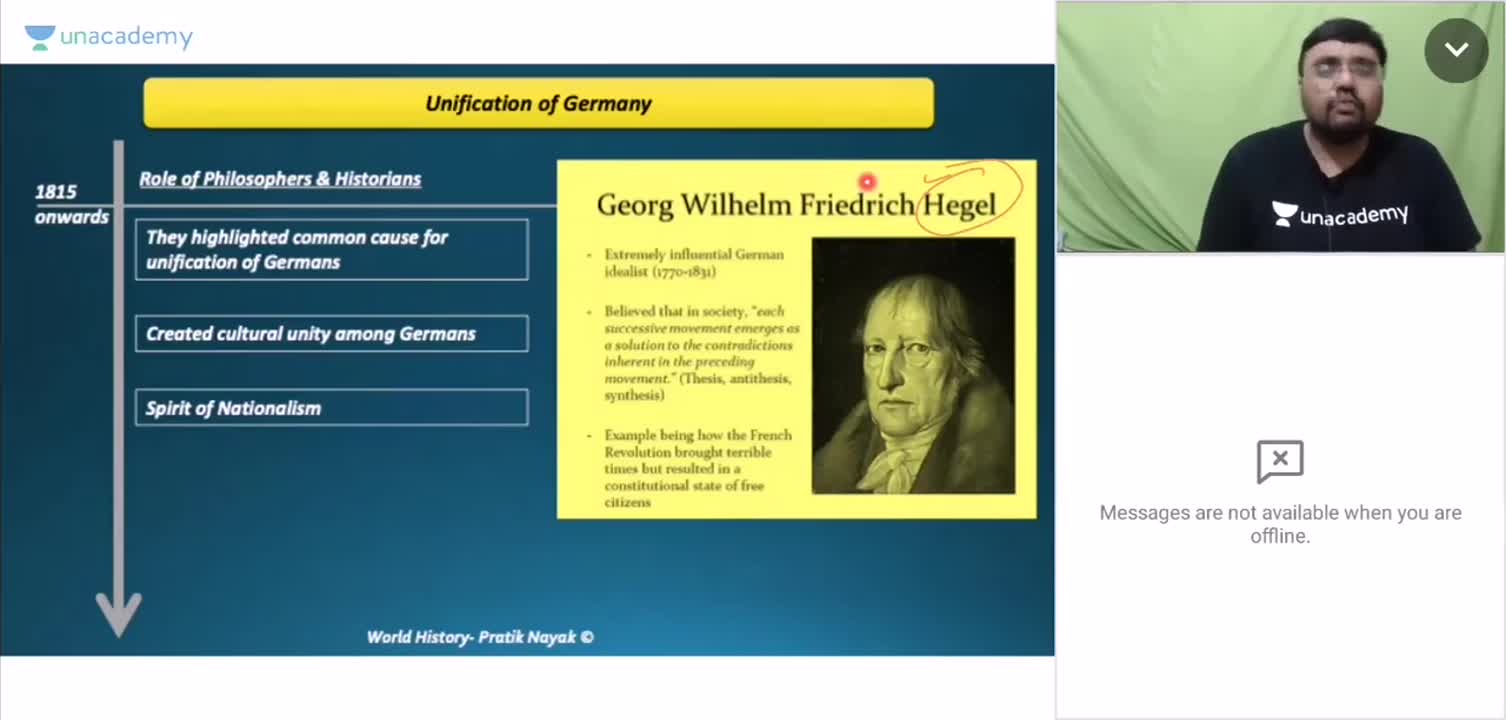 unacademy
Unification of Germany
1815
onwards
Role of Philosophers & Historians
They highlighted common cause for
unification of Germans
Created cultural unity among Germans
Spirit of Nationalism
Georg Wilhelm Friedrich Hegel
- Extremely influential German
idealist (1770-1831)
- Believed that in society, "each
successive movement emerges as
a solution to the contradictions
inherent in the preceding
movement." (Thesis, antithesis,
synthesis)
- Example being how the French
Revolution brought terrible
times but resulted in a
constitutional state of free
citizens
World History- Pratik Nayak ©
unacademy
Messages are not available when you are
offline.